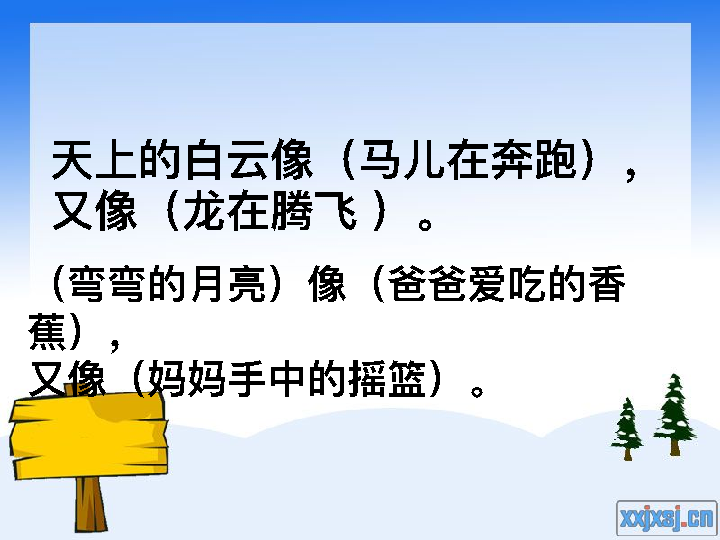 天上的白云像（马儿在奔跑），
又像（龙在腾飞 ）。
（弯弯的月亮）像（爸爸爱吃的香
蕉），
又像（妈妈手中的摇篮）。
xxjxsj.cn